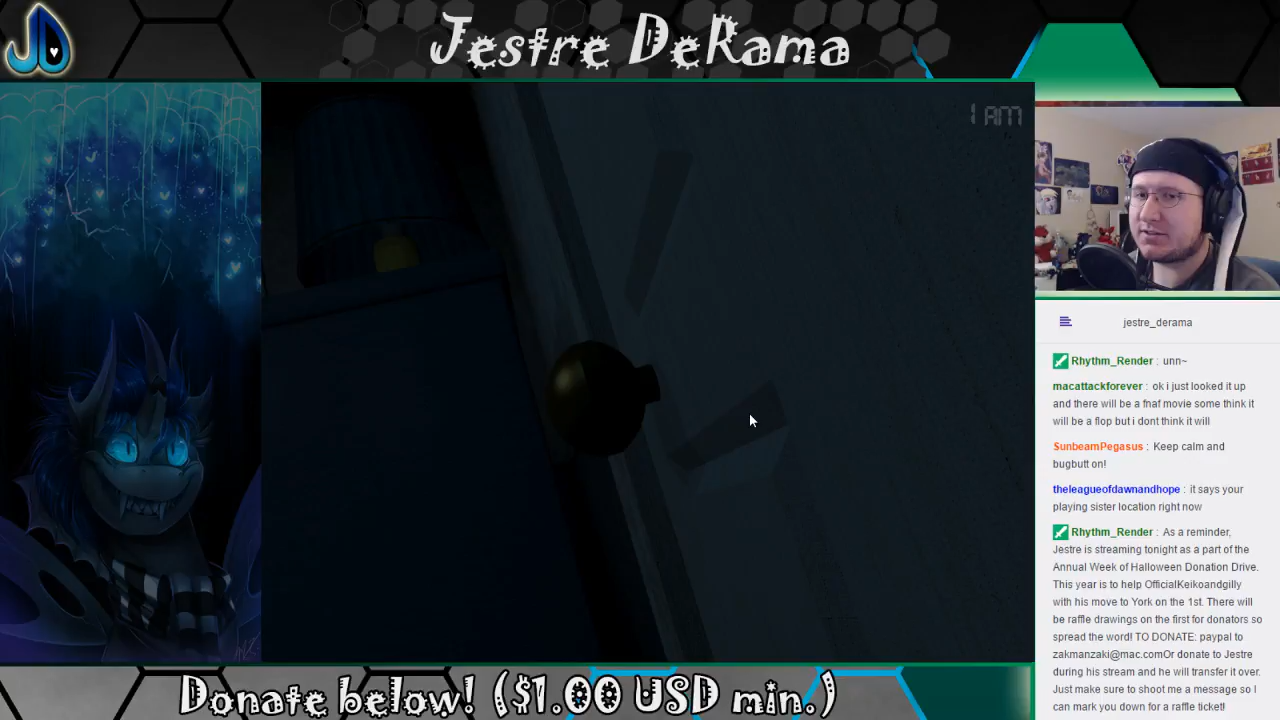 JD
Jestre DeRama
1 AM
jestre_derama
Rhythm_Render : unn~
macattackforever : ok i just looked it up
and there will be a fnaf movie some think it
will be a flop but i dont think it will
SunbeamPegasus : Keep calm and
bugbutt on!
theleagueofdawnandhope : it says your
playing sister location right now
Rhythm_Render : As a reminder,
Jestre is streaming tonight as a part of the
Annual Week of Halloween Donation Drive.
This year is to help OfficialKeikoandgilly
with his move to York on the 1st. There will
be raffle drawings on the first for donators so
spread the word! TO DONATE: paypal to
zakmanzaki@mac.comOr donate to Jestre
during his stream and he will transfer it over.
Just make sure to shoot me a message so I
can mark you down for a raffle ticket!
Donate below! ($1.00 USD min.)